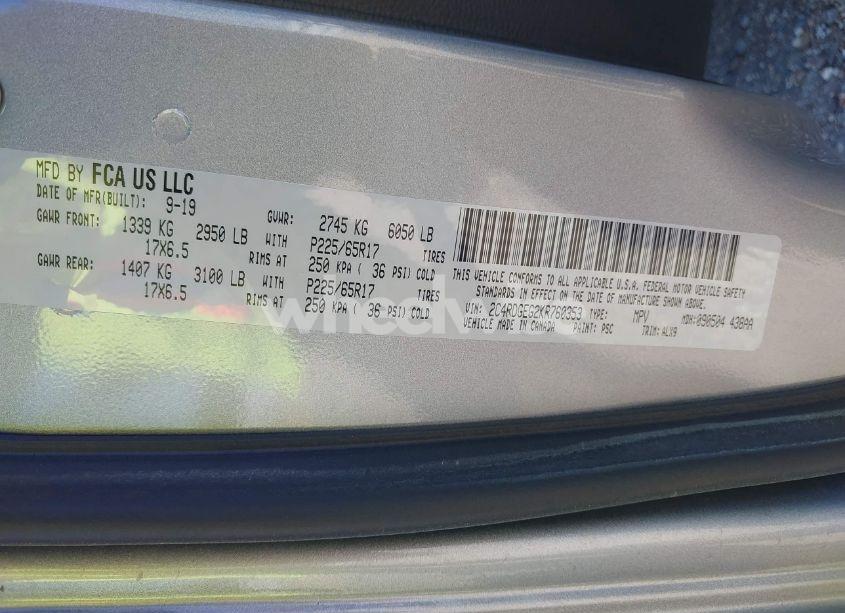 MFD BY FCA US LLC
DATE OF MFR(BUILT): 9-19 GVWR: 2745 KG 6050 LB
GAWR FRONT: 1339 KG 2950 LB WITH P225/65R17 TIRES
17X6.5 RIMS AT 250 KPA ( 36 PSI) COLD
GAWR REAR: 1407 KG 3100 LB WITH P225/65R17 TIRES
17X6.5 RIMS AT 250 KPA ( 36 PSI) COLD
THIS VEHICLE CONFORMS TO ALL APPLICABLE U.S.A. FEDERAL MOTOR VEHICLE SAFETY
STANDARDS IN EFFECT ON THE DATE OF MANUFACTURE SHOWN ABOVE.
VIN: 2C4RDGEG2KR760353 TYPE: MPV MDH: 090504 438AA
VEHICLE MADE IN CANADA PAINT: PSC TRIM: ALX9